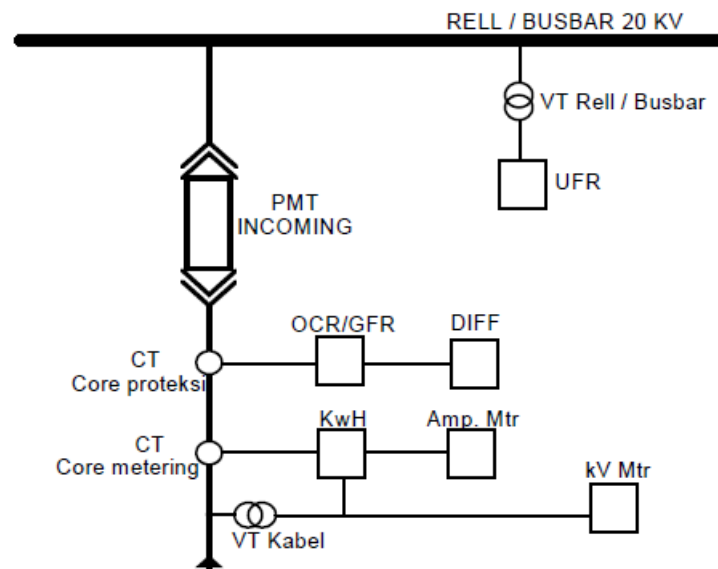 RELL / BUSBAR 20 KV
VT Rell / Busbar
UFR
PMT
INCOMING
OCR/GFR
DIFF
CT
Core proteksi
KwH
Amp. Mtr
CT
Core metering
kV Mtr
VT Kabel